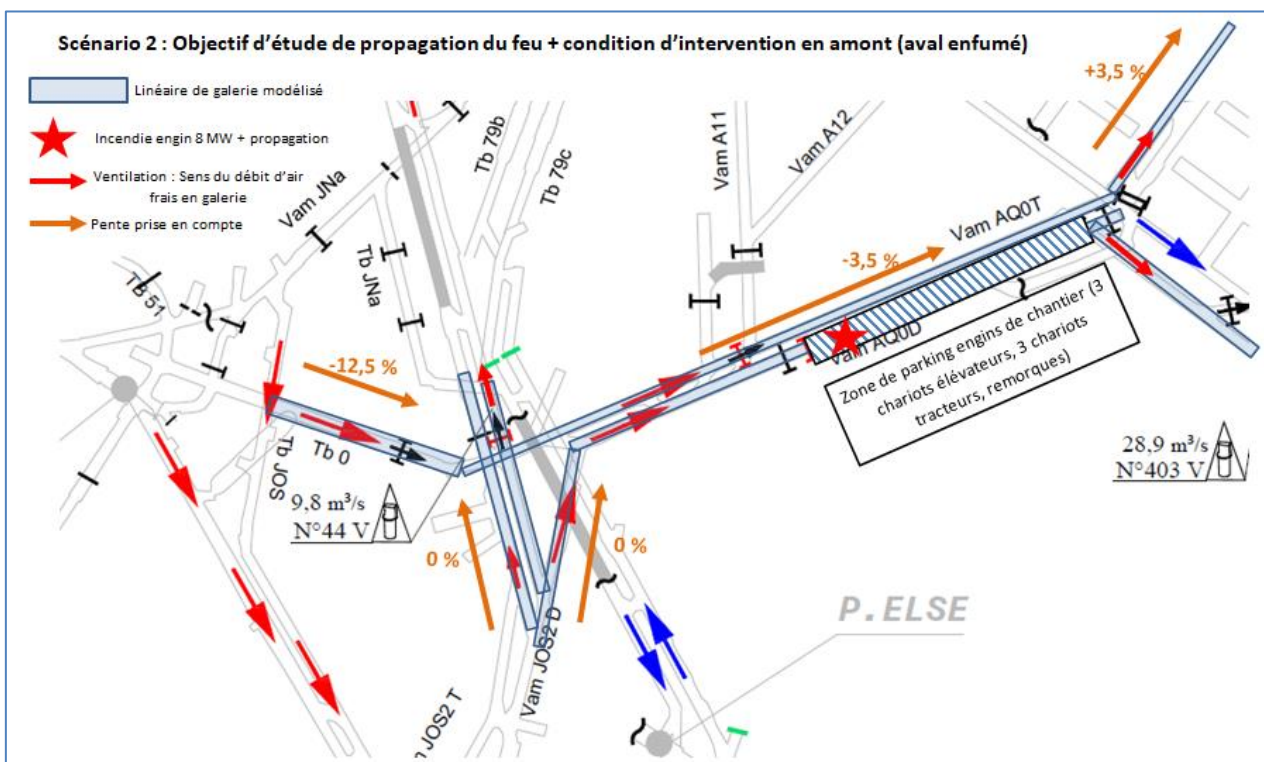 Scénario 2 : Objectif d'étude de propagation du feu + condition d'intervention en amont (aval enfumé)
Linéaire de galerie modélisé
Incendie engin 8 MW + propagation
Ventilation : Sens du débit d'air
frais en galerie
Pente prise en compte
+3,5 %
Tb 79b
Tb 79c
Vam A11
Vam A12
Vam JNa
Tb JNa
TB 51
Vam AQ0T
-3,5 %
-12,5 %
Vam AQ0D
Zone de parking engins de chantier (3
chariots élévateurs, 3 chariots
tracteurs, remorques)
Tb JOS
Tb 0
9,8 m³/s
N°44 V
28,9 m³/s
N°403 V
0 %
0 %
P.ELSE
Vam JOS2 D
JOS2 T